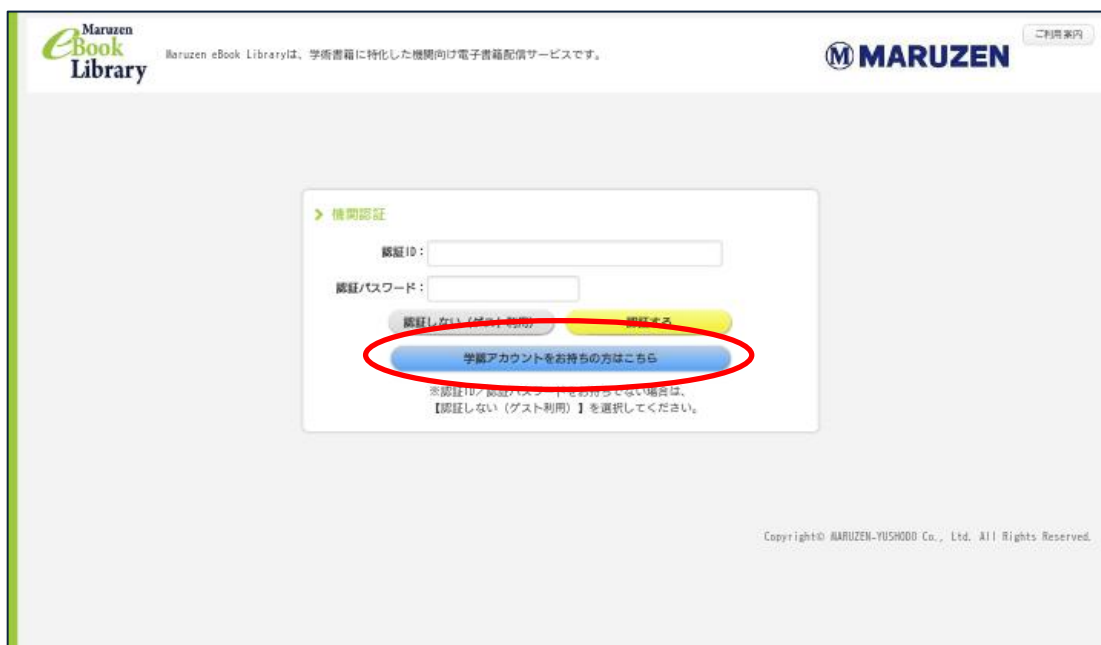 Maruzen
eBook
Library
Maruzen eBook Libraryは、学術書籍に特化した機関向け電子書籍配信サービスです。
M MARUZEN
ご利用案内
機関認証
認証ID：
認証パスワード：
認証しない（ゲスト利用）
認証する
学認アカウントをお持ちの方はこちら
※認証ID／認証パスワードをお持ちでない場合は、
【認証しない（ゲスト利用）】を選択してください。
Copyright© MARUZEN-YUSHODO Co., Ltd. All Rights Reserved.